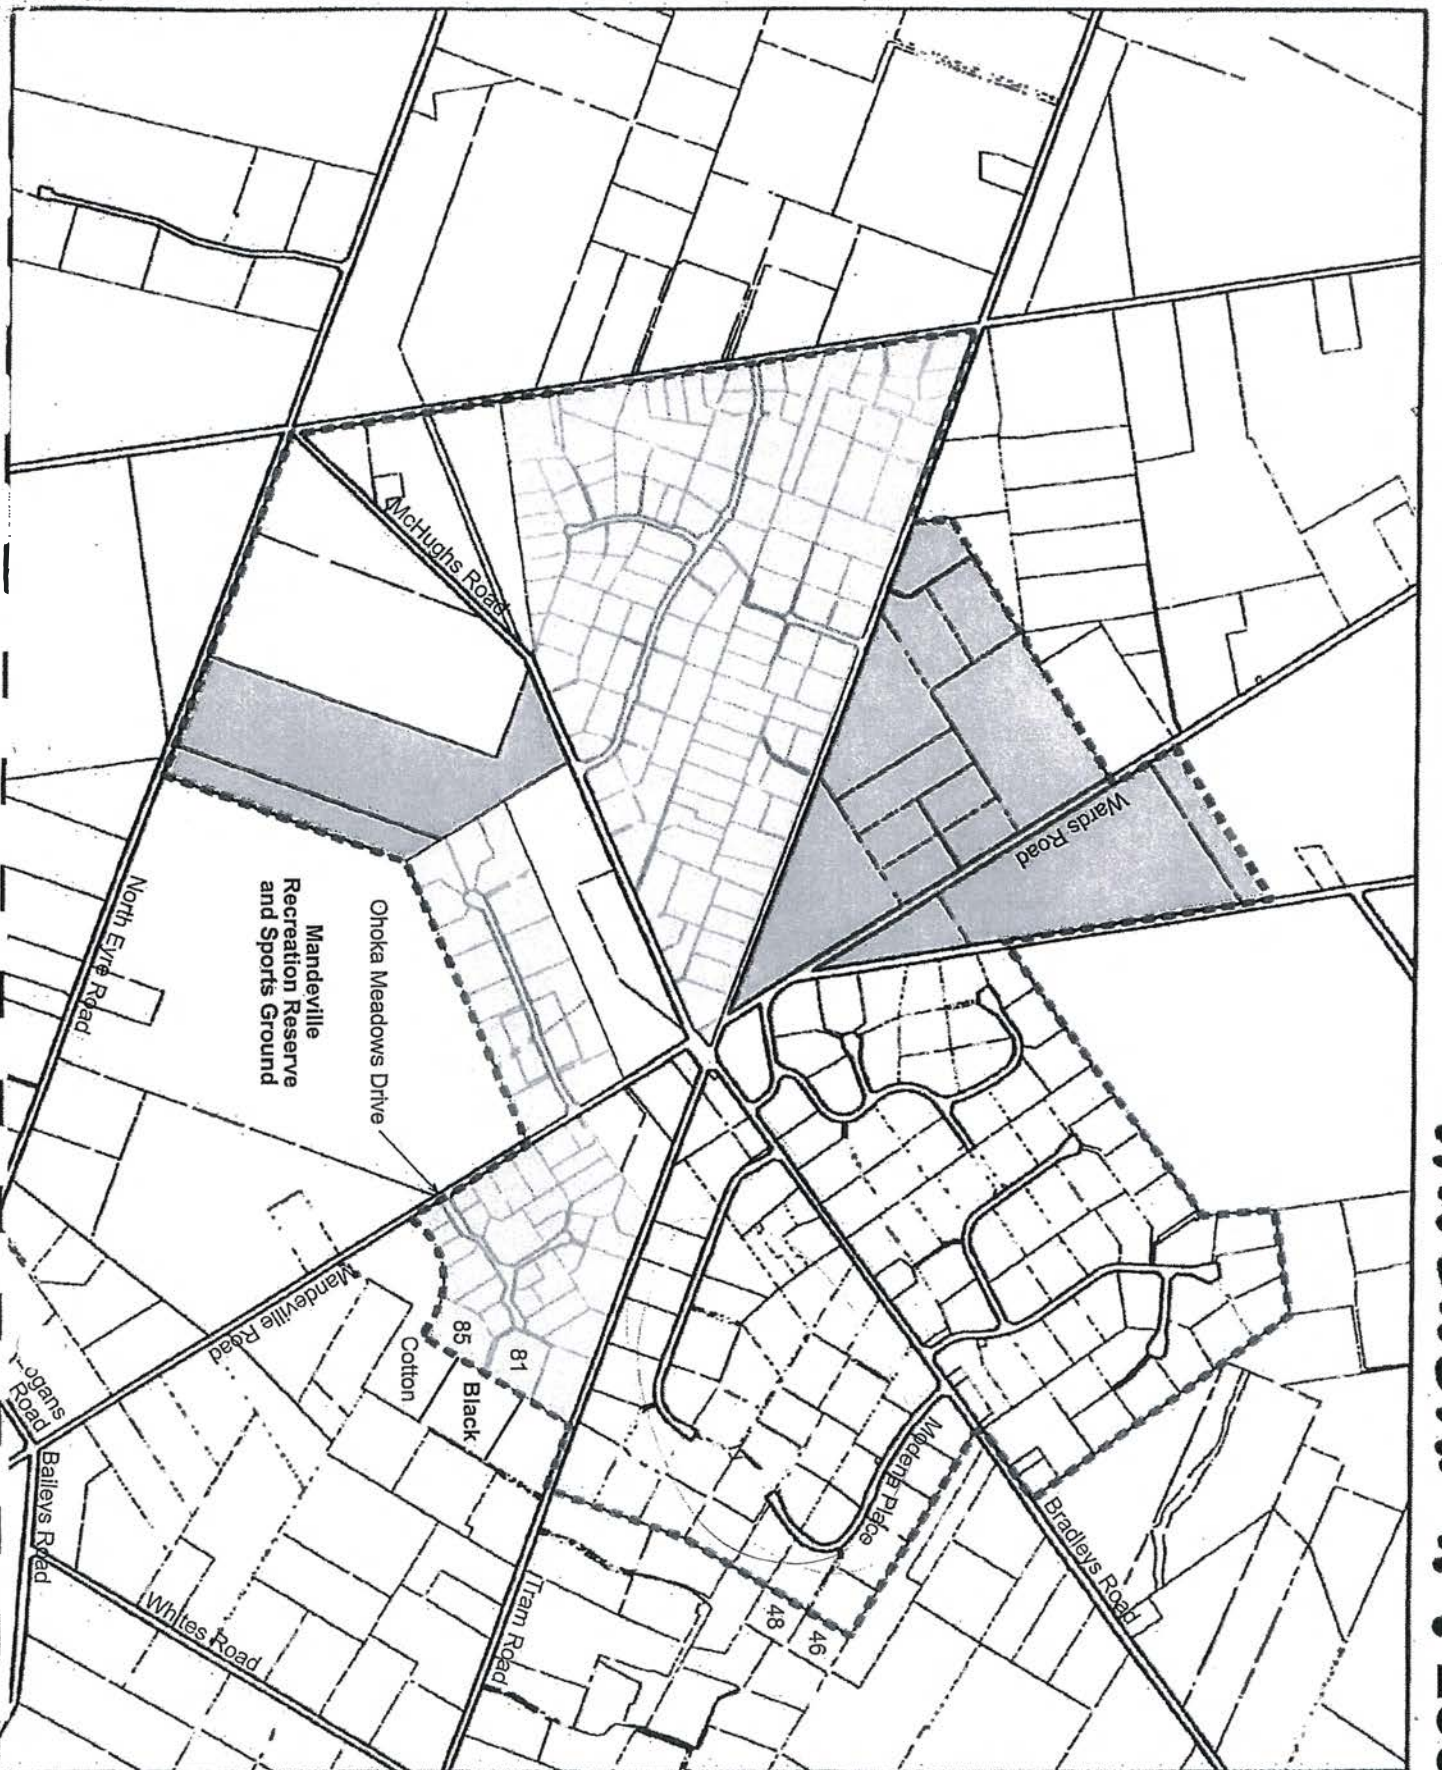 McHughs Road
Wards Road
North Eyre Road
Mandeville
Recreation Reserve
and Sports Ground
Ohoka Meadows Drive
Mandeville Road
81
85
Cotton
Black
Modena Place
Bradleys Road
46
48
Tram Road
Whites Road
Baileys Road
Road